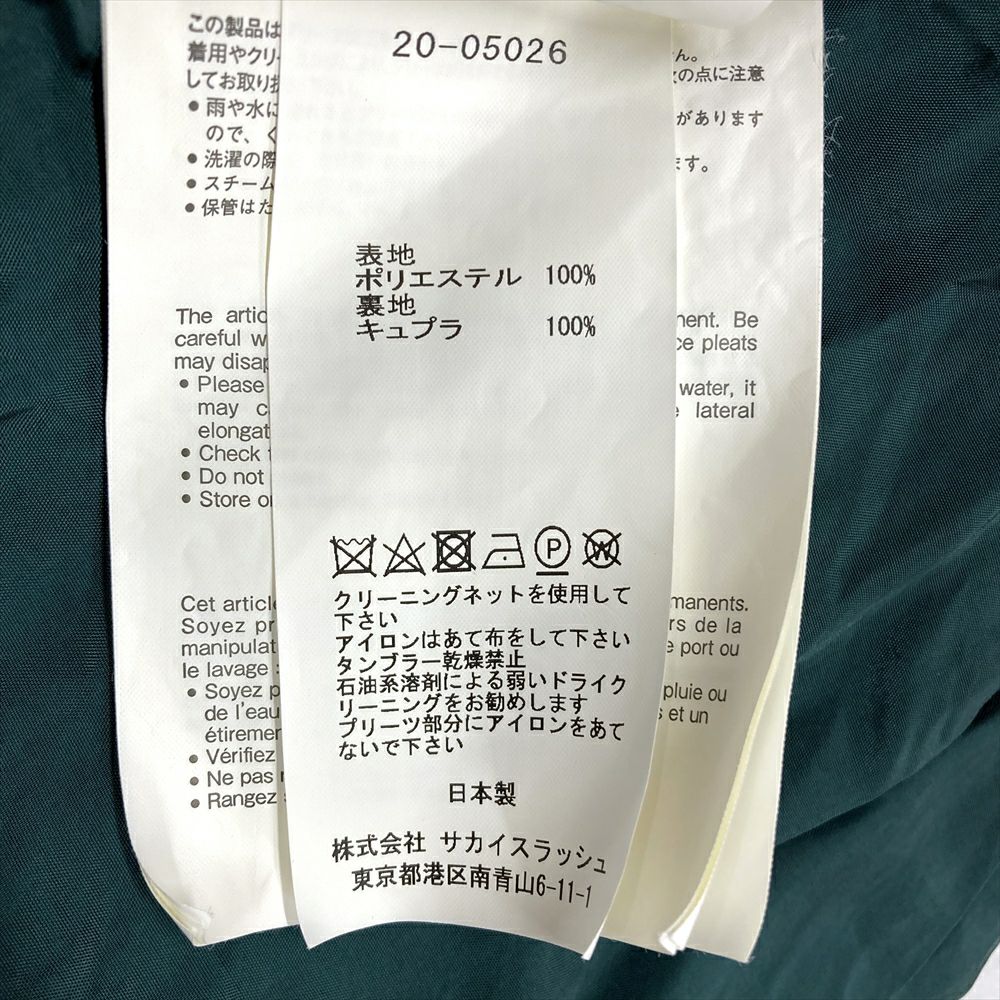 20-05026
この製品は
着用やクリ
してお取り扱
● 雨や水に
ので、く
● 洗濯の際
● スチーム
● 保管はた
ん。
次の点に注意
があります
ます。
表地
ポリエステル 100%
裏地
キュプラ 100%
The artic
careful w
may disap
● Please
may c
elongat
● Check
● Do not
● Store o
ment. Be
ce pleats
water, it
lateral
P
W
クリーニングネットを使用して
下さい
アイロンはあて布をして下さい
タンブラー乾燥禁止
石油系溶剤による弱いドライク
リーニングをお勧めします
プリーツ部分にアイロンをあて
ないで下さい
日本製
株式会社 サカイスラッシュ
東京都港区南青山6-11-1
Cet article
Soyez pr
manipulat
le lavage :
● Soyez p
de l'eau
étirement
● Vérifiez
● Ne pas
● Rangez
manents.
rs de la
e port ou
pluie ou
s et un